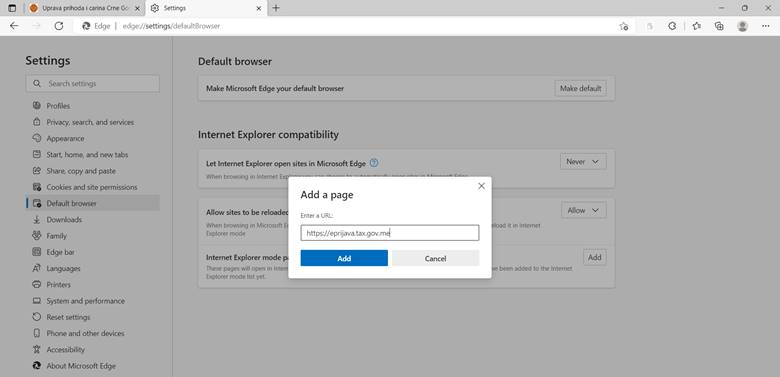 Uprava prihoda i carina Crne Go
Settings
Edge
edge://settings/defaultBrowser
Settings
Search settings
Profiles
Privacy, search, and services
Appearance
Start, home, and new tabs
Share, copy and paste
Cookies and site permissions
Default browser
Downloads
Family
Edge bar
Languages
Printers
System and performance
Reset settings
Phone and other devices
Accessibility
About Microsoft Edge
Default browser
Make Microsoft Edge your default browser
Make default
Internet Explorer compatibility
Let Internet Explorer open sites in Microsoft Edge
Never
When browsing in Internet
Allow sites to be reloaded
Allow
When browsing in Microsoft E
reload it in Internet
Explorer mode
Internet Explorer mode pa
Add
These pages will open in Inter
been added to the Internet
Explorer mode list yet.
Add a page
Enter a URL:
https://eprijava.tax.gov.me
Add
Cancel